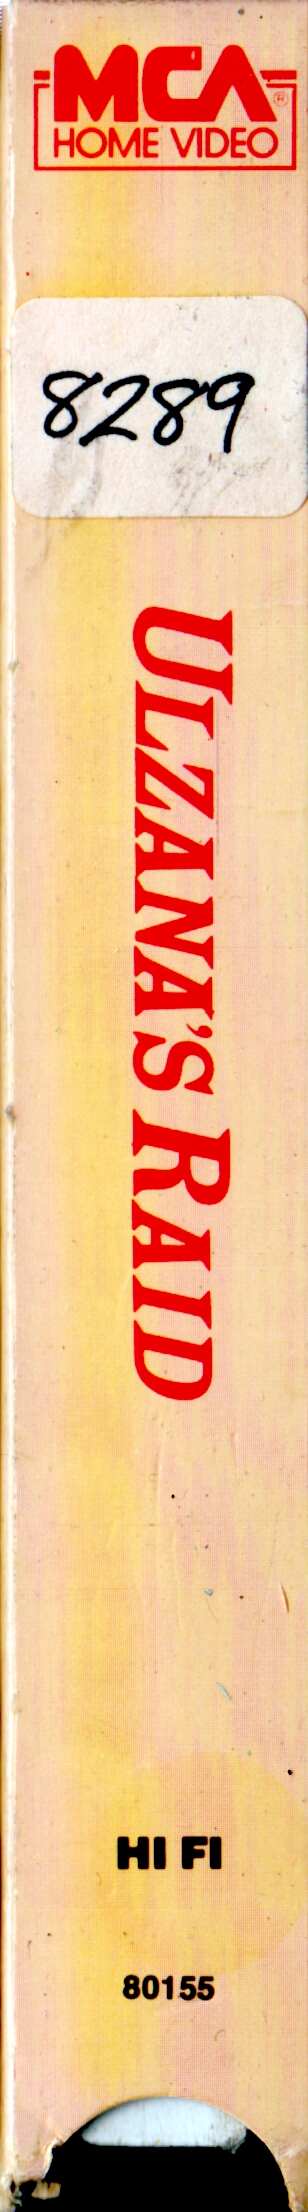 MCA®
HOME VIDEO
8289
ULZANA'S RAID
HI FI
80155